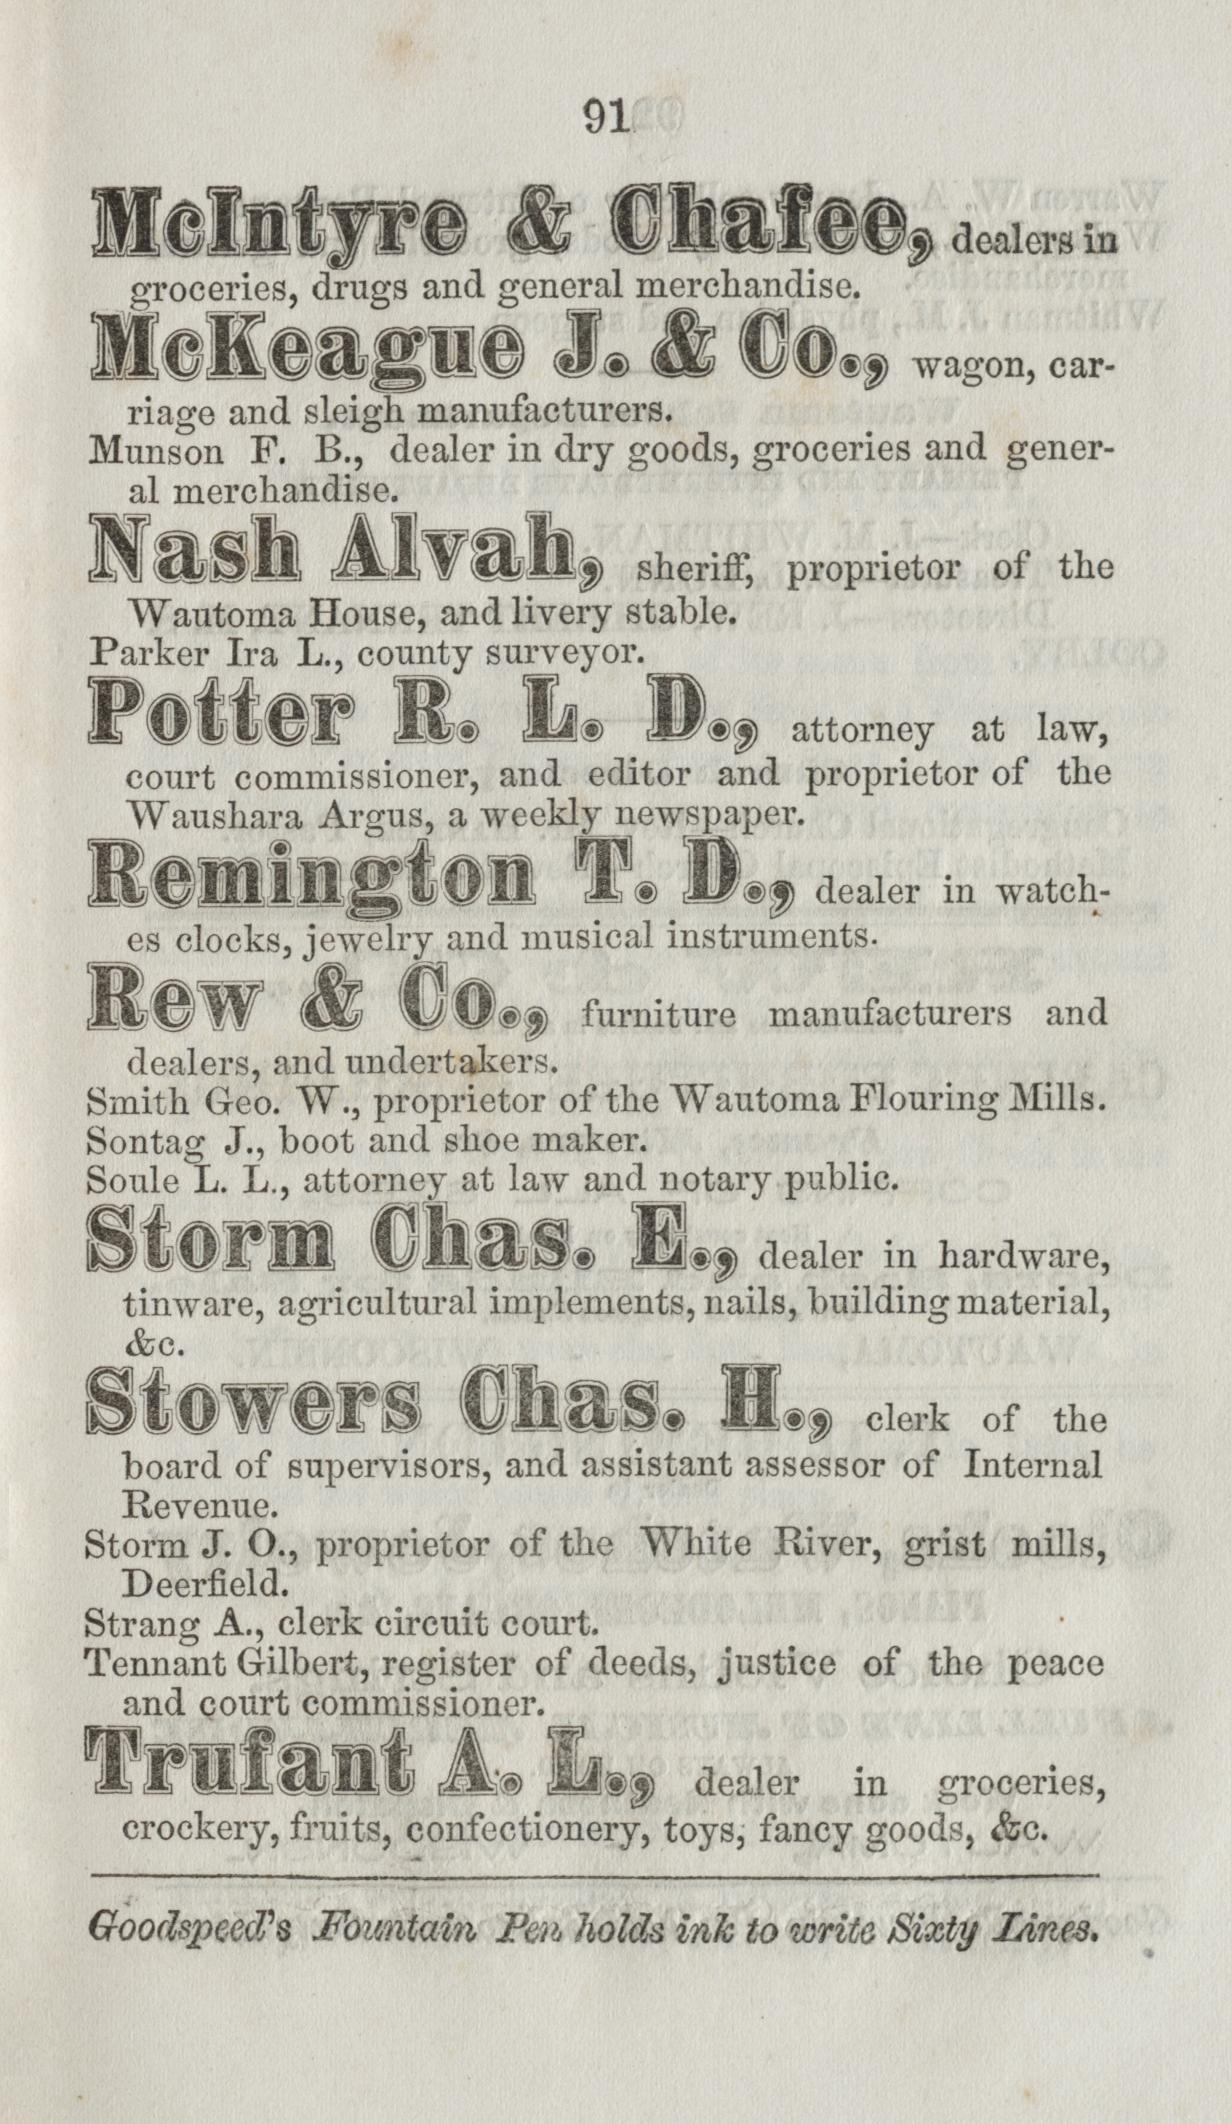 91
McIntyre & Chafee, dealers in
groceries, drugs and general merchandise.
McKeague J. & Co., wagon, car-
riage and sleigh manufacturers.
Munson F. B., dealer in dry goods, groceries and gener-
al merchandise.
Nash Alvah, sheriff, proprietor of the
Wautoma House, and livery stable.
Parker Ira L., county surveyor.
Potter R. L. D., attorney at law,
court commissioner, and editor and proprietor of the
Waushara Argus, a weekly newspaper.
Remington T. D., dealer in watch-
es clocks, jewelry and musical instruments.
Rew & Co., furniture manufacturers and
dealers, and undertakers.
Smith Geo. W., proprietor of the Wautoma Flouring Mills.
Sontag J., boot and shoe maker.
Soule L. L., attorney at law and notary public.
Storm Chas. E., dealer in hardware,
tinware, agricultural implements, nails, building material,
&c.
Stowers Chas. H., clerk of the
board of supervisors, and assistant assessor of Internal
Revenue.
Storm J. O., proprietor of the White River, grist mills,
Deerfield.
Strang A., clerk circuit court.
Tennant Gilbert, register of deeds, justice of the peace
and court commissioner.
Trufant A. L., dealer in groceries,
crockery, fruits, confectionery, toys, fancy goods, &c.
Goodspeed's Fountain Pen holds ink to write Sixty Lines.